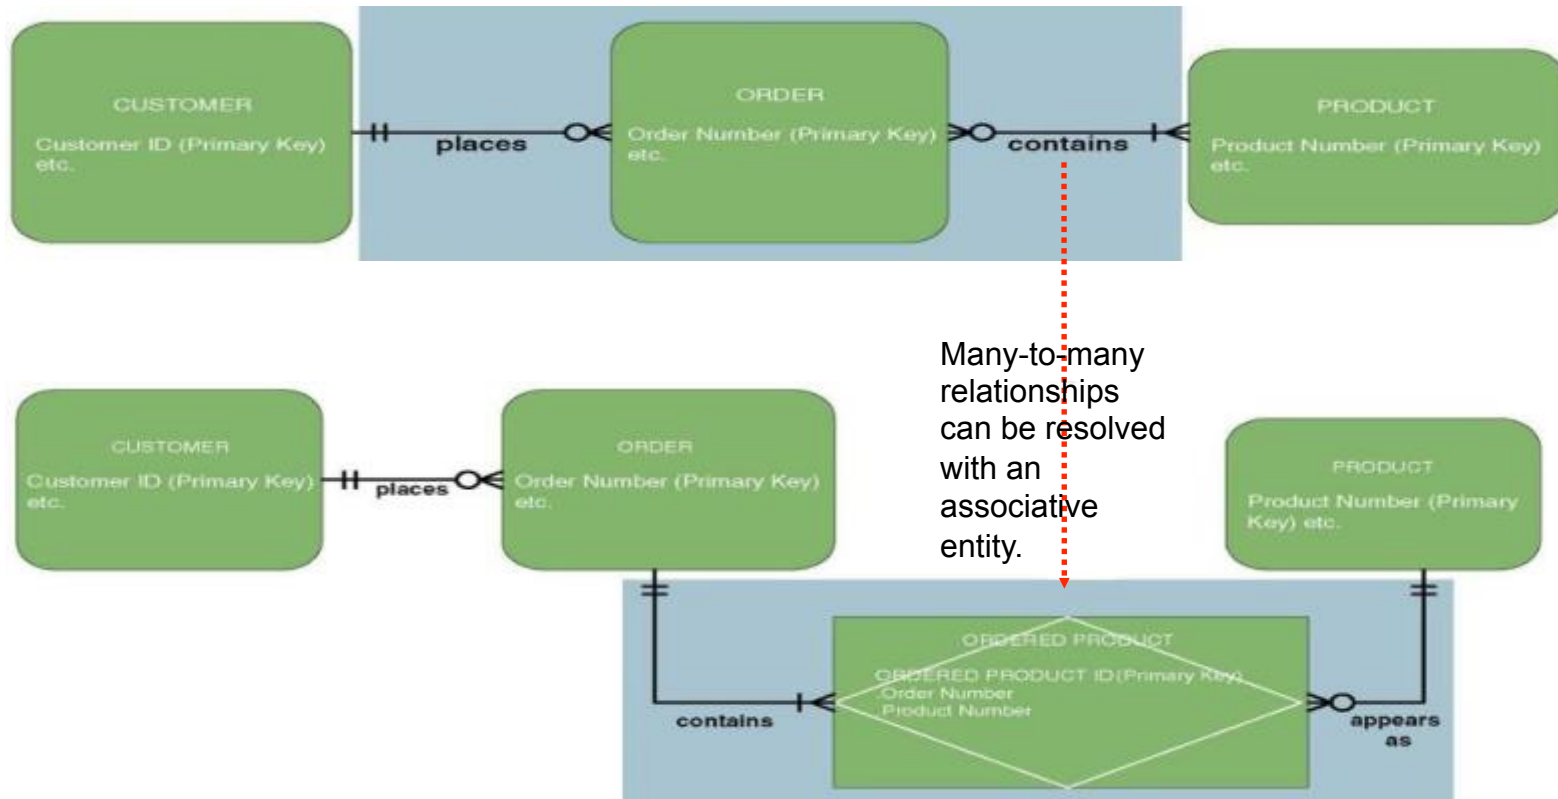 CUSTOMER
Customer ID (Primary Key)
etc.
places
ORDER
Order Number (Primary Key)
etc.
contains
PRODUCT
Product Number (Primary Key)
etc.
Many-to-many
relationships
can be resolved
with an
associative
entity.
CUSTOMER
Customer ID (Primary Key)
etc.
places
ORDER
Order Number (Primary Key)
etc.
PRODUCT
Product Number (Primary
Key) etc.
contains
ORDERED PRODUCT
ORDERED PRODUCT ID(Primary Key)
.Order Number
.Product Number
appears
as